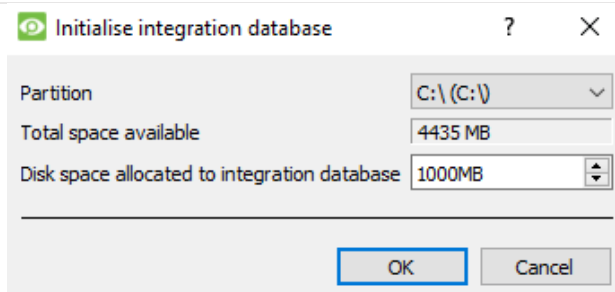 Initialise integration database ?
Partition C:\ (C:\)
Total space available 4435 MB
Disk space allocated to integration database 1000MB
OK Cancel